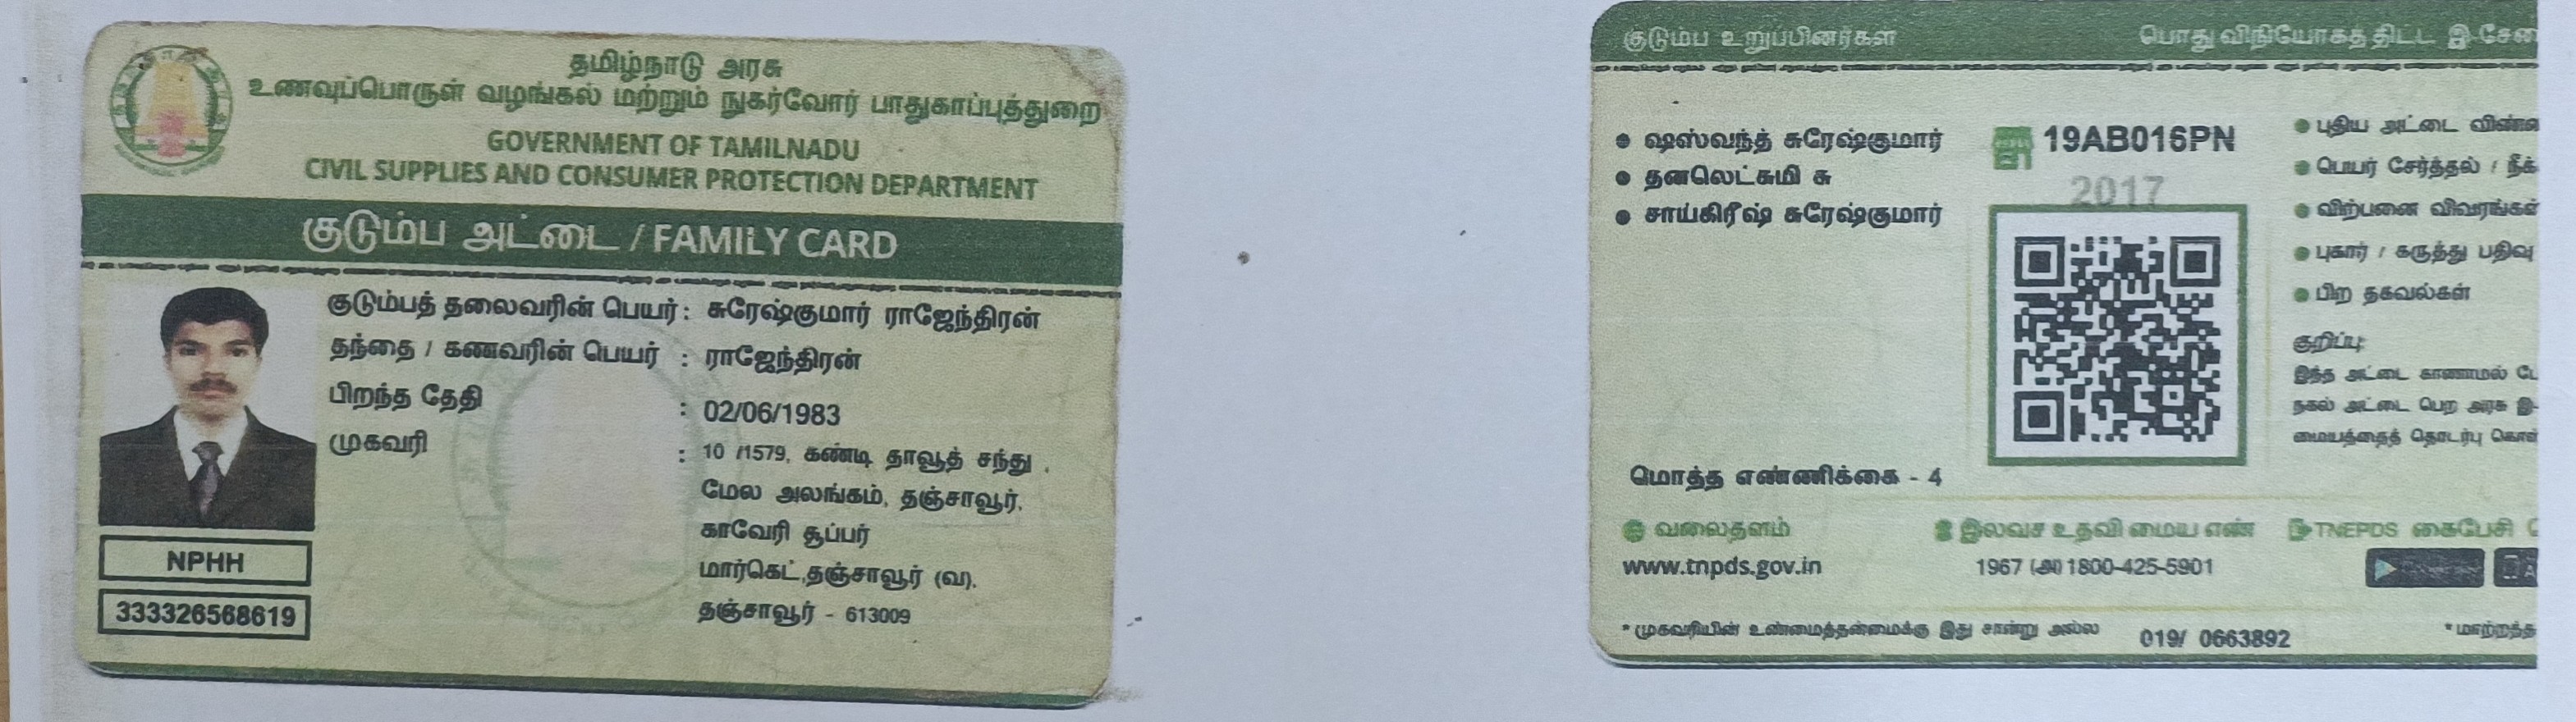 தமிழ்நாடு அரசு
உணவுப்பொருள் வழங்கல் மற்றும் நுகர்வோர் பாதுகாப்புத்துறை
GOVERNMENT OF TAMILNADU
CIVIL SUPPLIES AND CONSUMER PROTECTION DEPARTMENT
குடும்ப அட்டை / FAMILY CARD
குடும்பத் தலைவரின் பெயர் : சுரேஷ்குமார் ராஜேந்திரன்
தந்தை / கணவரின் பெயர் : ராஜேந்திரன்
பிறந்த தேதி : 02/06/1983
முகவரி : 10 /1579, கண்டி தாவூத் சந்து .
மேல அலங்கம், தஞ்சாவூர்,
காவேரி சூப்பர்
மார்கெட்,தஞ்சாவூர் (வ).
தஞ்சாவூர் - 613009
NPHH
333326568619
குடும்ப உறுப்பினர்கள்
ஷஸ்வந்த் சுரேஷ்குமார்
தனலெட்சுமி சு
சாய்கிரீஷ் சுரேஷ்குமார்
மொத்த எண்ணிக்கை - 4
19AB016PN
2017
பொது விநியோகத் திட்ட
புதிய அட்டை
பெயர் சேர்த்தல் /
விற்பனை விவரங்கள்
புகார் / கருத்து பதிவு
பிற தகவல்கள்
குறிப்பு:
இந்த அட்டை காணாமல்
நகல் அட்டை பெற அரசு இ-
மையத்தைத் தொடர்பு
வலைதளம்
www.tnpds.gov.in
இலவச உதவி மைய எண்
1967 (அ) 1800-425-5901
TNEPDS கைபேசி
*முகவரியின் உண்மைத்தன்மைக்கு இது சான்று அல்ல
019/ 0663892